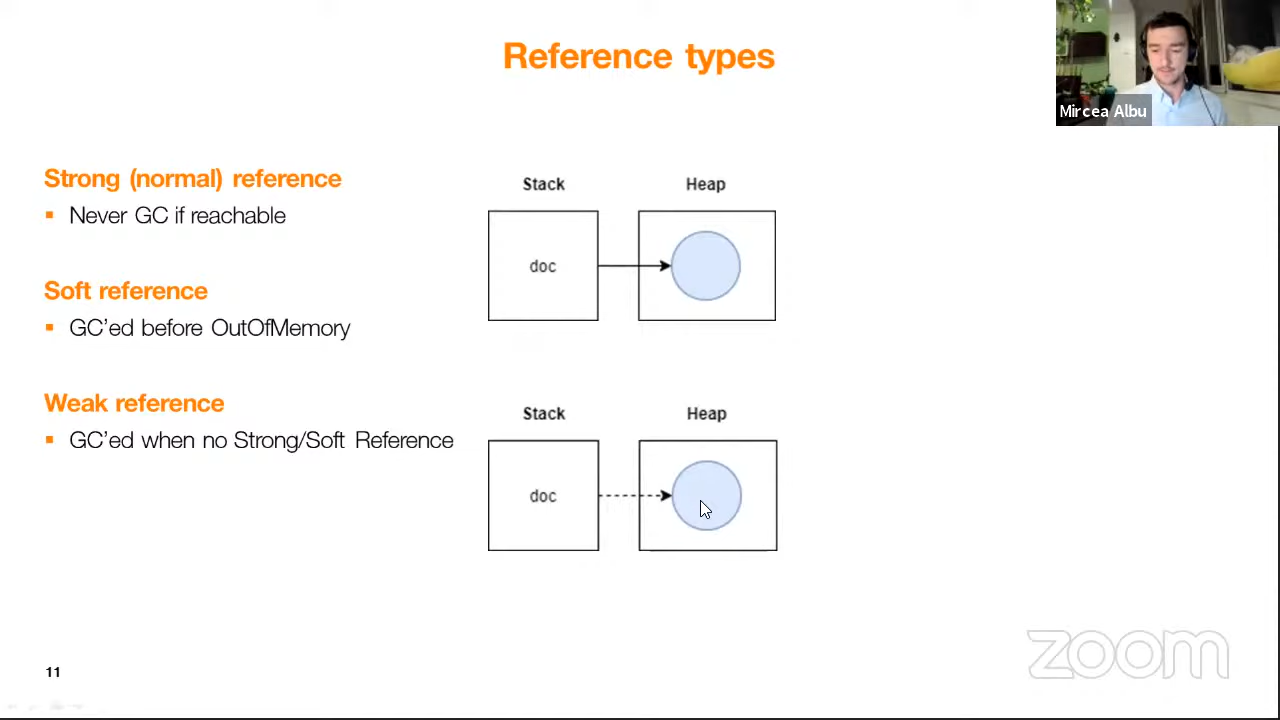 Reference types
Mircea Albu
Strong (normal) reference
▪ Never GC if reachable
Soft reference
▪ GC’ed before OutOfMemory
Weak reference
▪ GC’ed when no Strong/Soft Reference
Stack
Heap
doc
Stack
Heap
doc
11
zoom